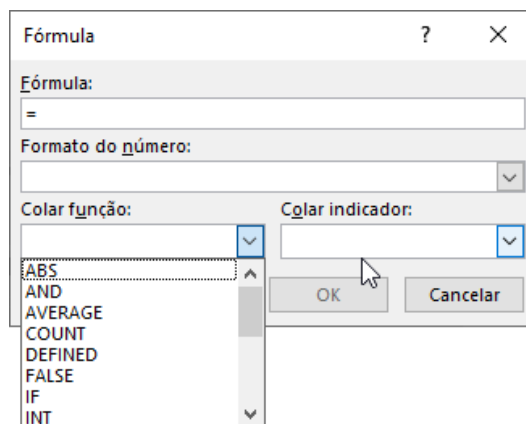 Fórmula ?
Fórmula:
=
Formato do número:
Colar função: Colar indicador:
ABS
AND
AVERAGE
COUNT
DEFINED
FALSE
IF
INT
OK Cancelar